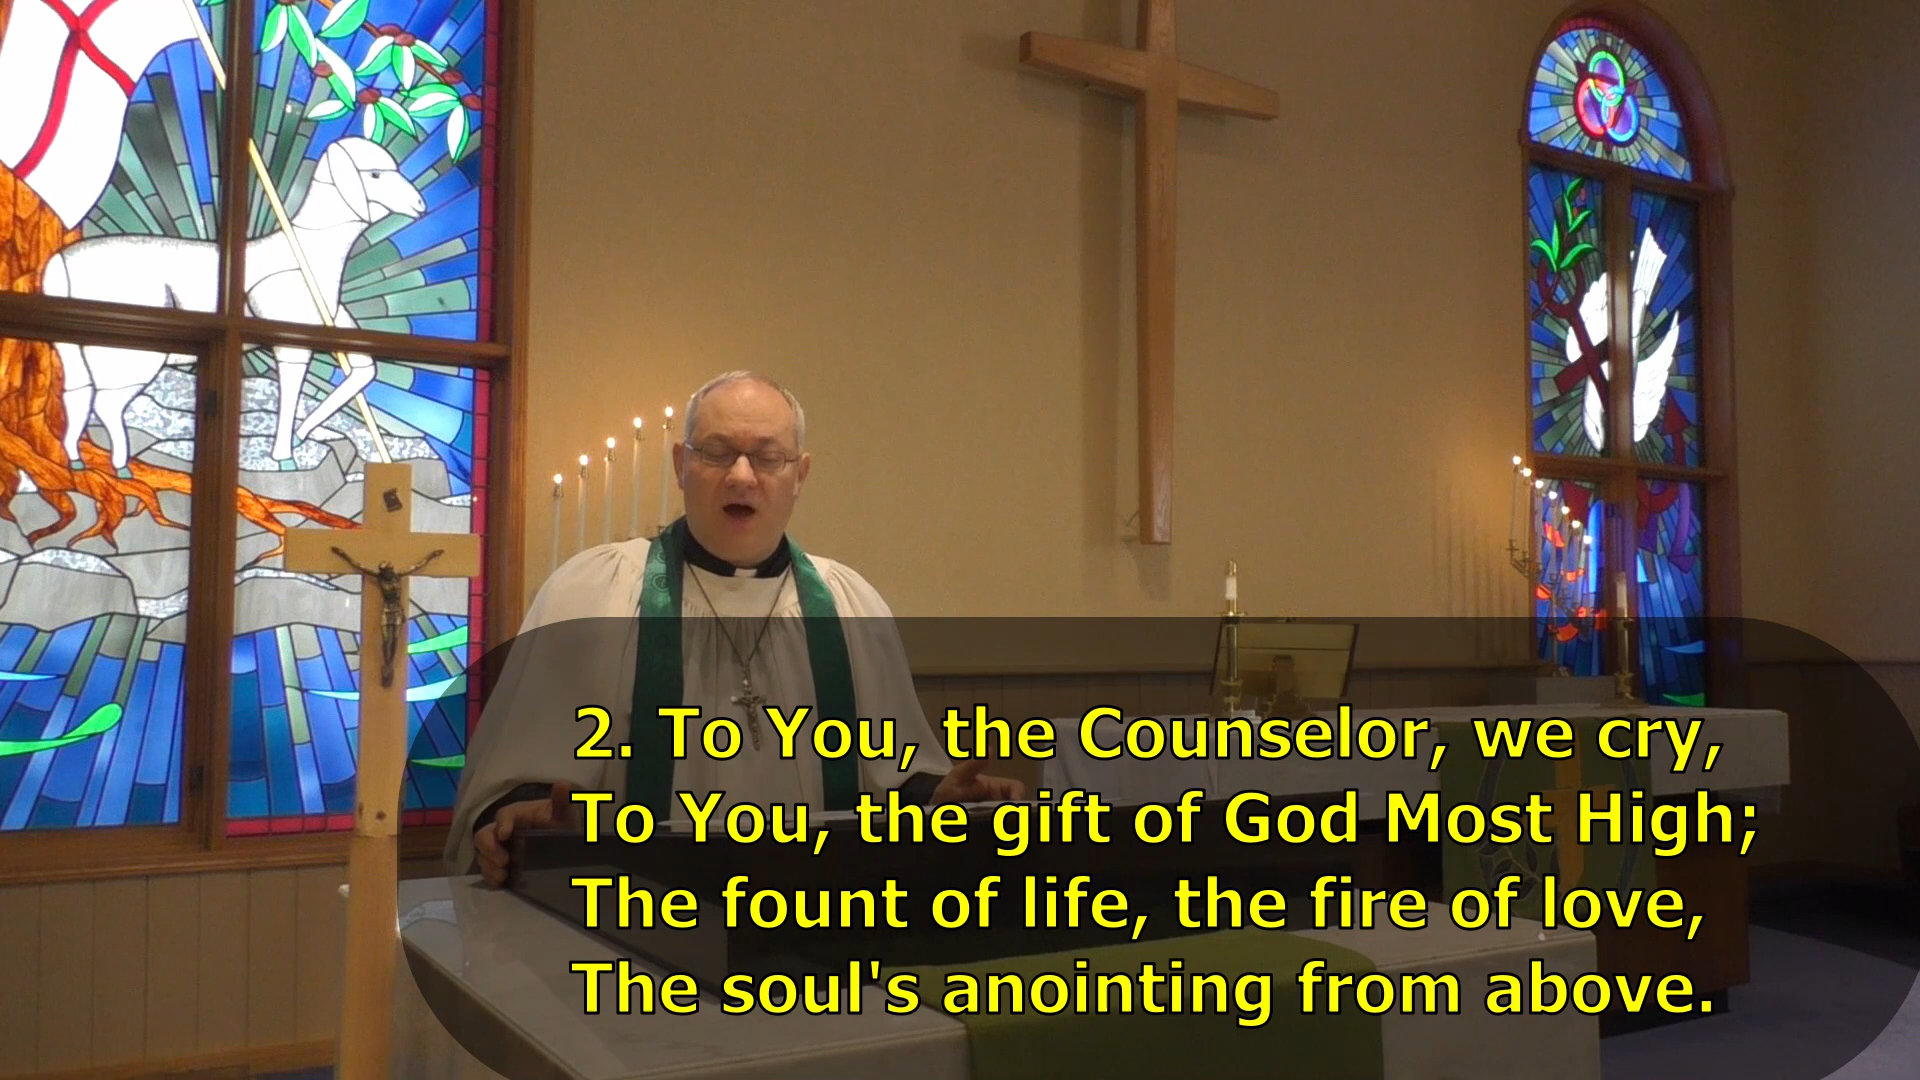 2. To You, the Counselor, we cry,
To You, the gift of God Most High;
The fount of life, the fire of love,
The soul's anointing from above.